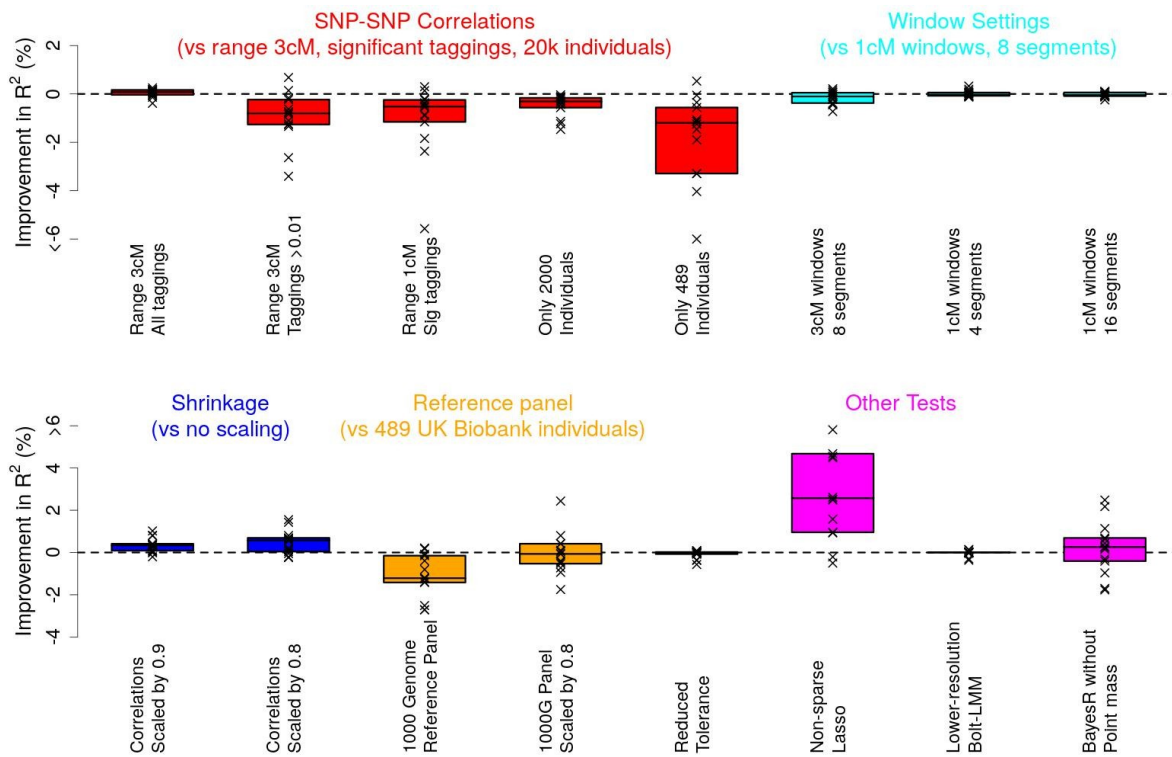 SNP-SNP Correlations
(vs range 3cM, significant taggings, 20k individuals)
Window Settings
(vs 1cM windows, 8 segments)
Improvement in R² (%)
2
0
-2
-4
<-6
Range 3cM
All taggings
Range 3cM
Taggings >0.01
Range 1cM
Sig taggings
Only 2000
Individuals
Only 489
Individuals
3cM windows
8 segments
1cM windows
4 segments
1cM windows
16 segments
Shrinkage
(vs no scaling)
Reference panel
(vs 489 UK Biobank individuals)
Other Tests
Improvement in R² (%)
>6
4
2
0
-2
-4
Correlations
Scaled by 0.9
Correlations
Scaled by 0.8
1000 Genome
Reference Panel
1000G Panel
Scaled by 0.8
Reduced
Tolerance
Non-sparse
Lasso
Lower-resolution
Bolt-LMM
BayesR without
Point mass